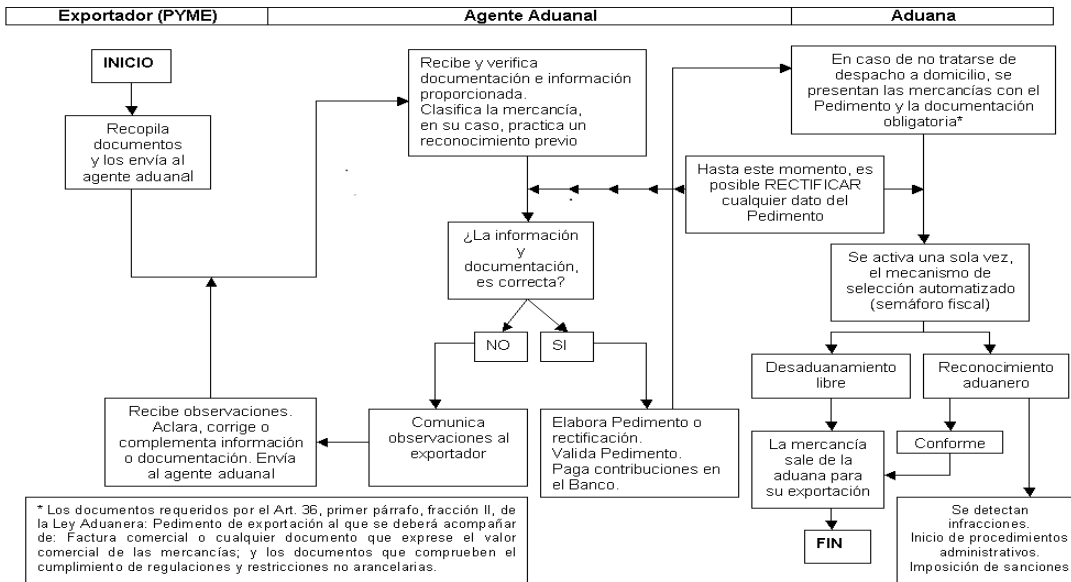 Exportador (PYME)
Agente Aduanal
Aduana
INICIO
Recopila
documentos
y los envía al
agente aduanal
Recibe y verifica
documentación e información
proporcionada.
Clasifica la mercancía,
en su caso, practica un
reconocimiento previo
En caso de no tratarse de
despacho a domicilio, se
presentan las mercancías con el
Pedimento y la documentación
obligatoria*
Hasta este momento, es
posible RECTIFICAR
cualquier dato del
Pedimento
¿La información
y
documentación,
es correcta?
NO
SI
Se activa una sola vez,
el mecanismo de
selección automatizado
(semáforo fiscal)
Desaduanamiento
libre
Reconocimiento
aduanero
Recibe observaciones.
Aclara, corrige o
complementa información
o documentación. Envía
al agente aduanal
Comunica
observaciones al
exportador
Elabora Pedimento o
rectificación.
Valida Pedimento.
Paga contribuciones en
el Banco.
La mercancía
sale de la
aduana para
su exportación
Conforme
FIN
Se detectan
infracciones.
Inicio de procedimientos
administrativos.
Imposición de sanciones
* Los documentos requeridos por el Art. 36, primer párrafo, fracción II, de
la Ley Aduanera: Pedimento de exportación al que se deberá acompañar
de: Factura comercial o cualquier documento que exprese el valor
comercial de las mercancías; y los documentos que comprueben el
cumplimiento de regulaciones y restricciones no arancelarias.